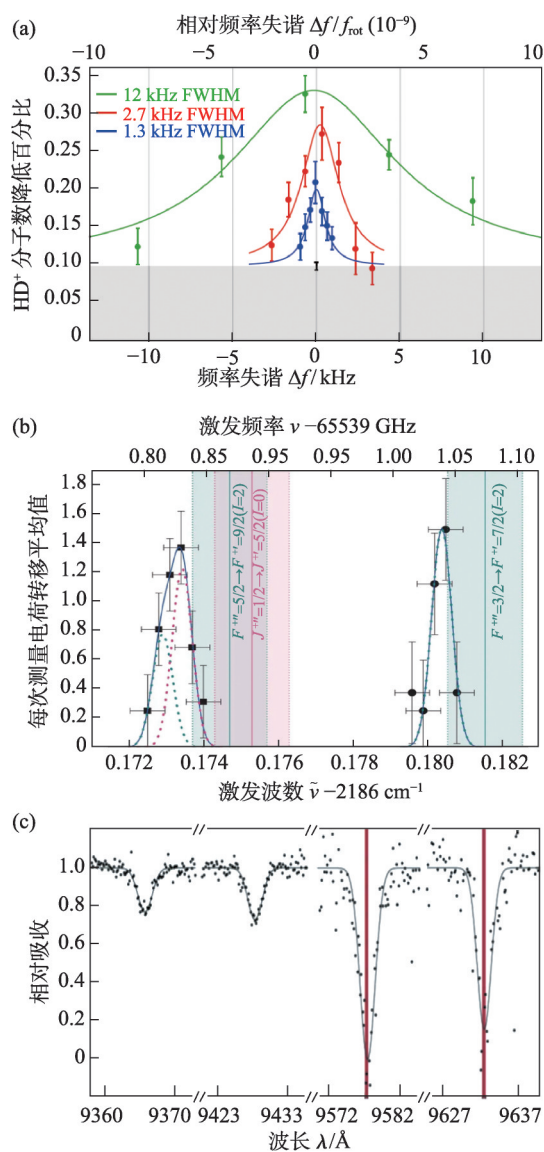 (a)
相对频率失谐 Δf/f_rot (10⁻⁹)
−10 −5 0 5 10
0.35
0.30
0.25
0.20
0.15
0.10
0.05
0
HD⁺ 分子数降低百分比
12 kHz FWHM
2.7 kHz FWHM
1.3 kHz FWHM
−10 −5 0 5 10
频率失谐 Δf/kHz
(b)
激发频率 ν −65539 GHz
0.80 0.85 0.90 0.95 0.95 1.00 1.05 1.10
1.8
1.6
1.4
1.2
1.0
0.8
0.6
0.4
0.2
0
每次测量电荷转移平均值
F⁺″=5/2→F⁺′=9/2(I=2)
J⁺″=1/2→J⁺′=5/2(I=0)
F⁺″=3/2→F⁺′=7/2(I=2)
0.172 0.174 0.176 0.178 0.180 0.182
激发波数 ν̃ −2186 cm⁻¹
(c)
1.0
0.8
0.6
0.4
0.2
0
相对吸收
9360 9370 9423 9433 9572 9582 9627 9637
波长 λ/Å